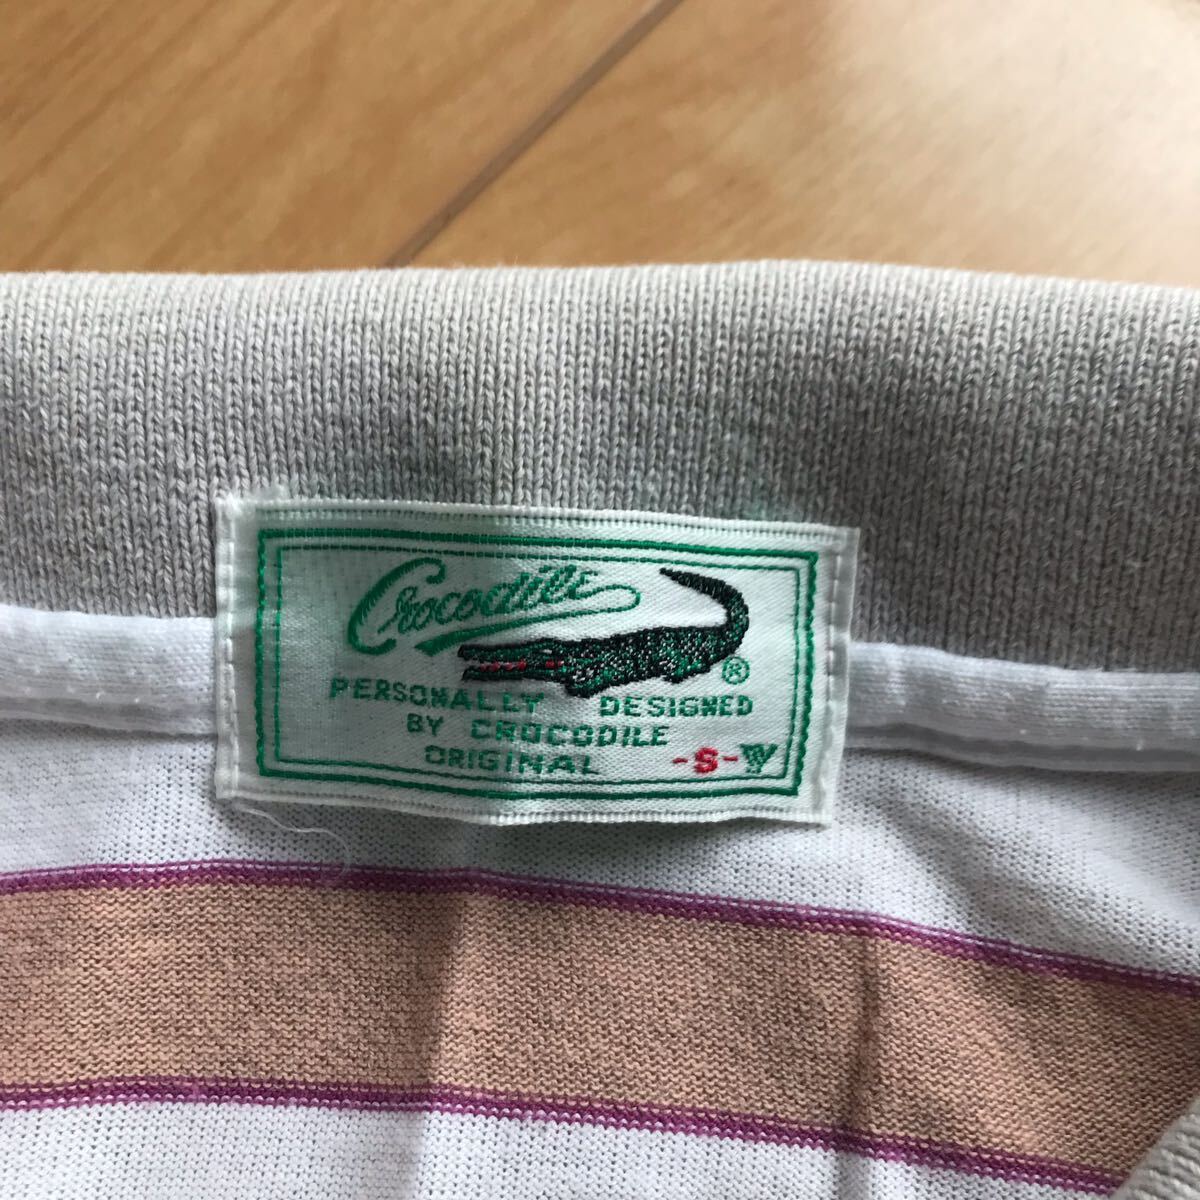 Crocodile
®
PERSONALLY DESIGNED
BY CROCODILE
ORIGINAL -S-